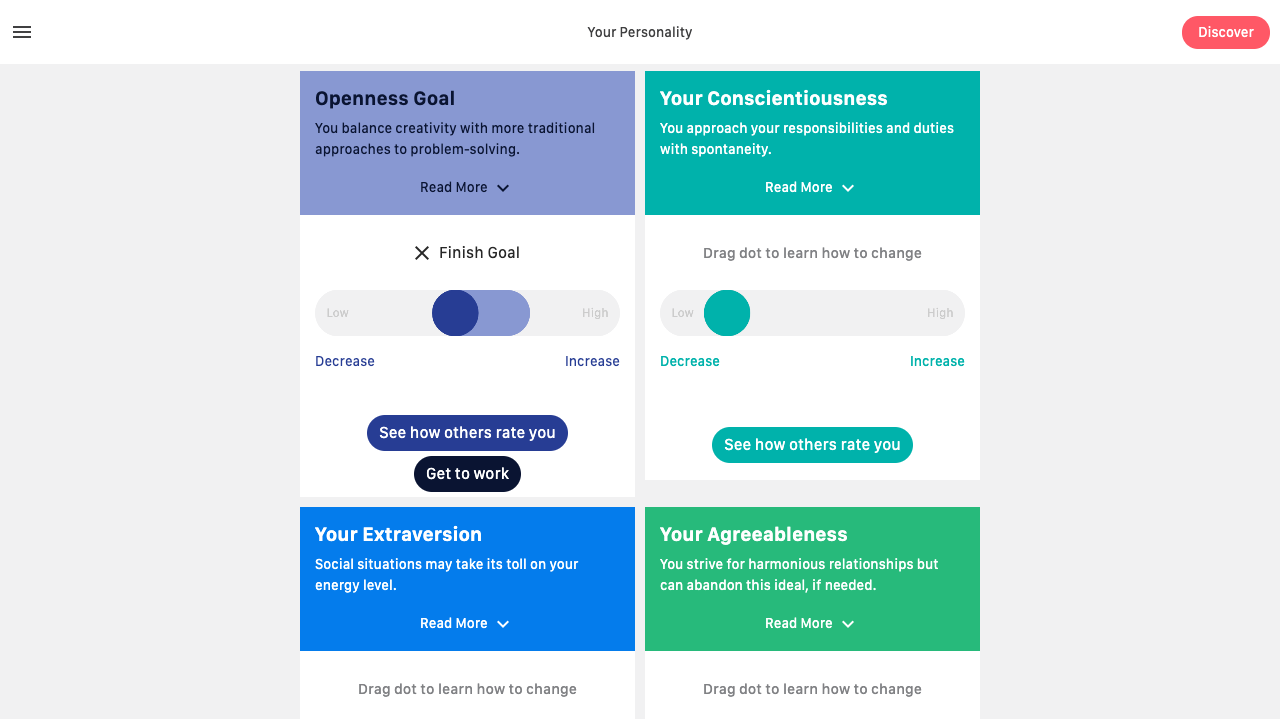 Your Personality
Discover
Openness Goal
You balance creativity with more traditional
approaches to problem-solving.
Read More
Finish Goal
Low
High
Decrease
Increase
See how others rate you
Get to work
Your Conscientiousness
You approach your responsibilities and duties
with spontaneity.
Read More
Drag dot to learn how to change
Low
High
Decrease
Increase
See how others rate you
Your Extraversion
Social situations may take its toll on your
energy level.
Read More
Drag dot to learn how to change
Your Agreeableness
You strive for harmonious relationships but
can abandon this ideal, if needed.
Read More
Drag dot to learn how to change